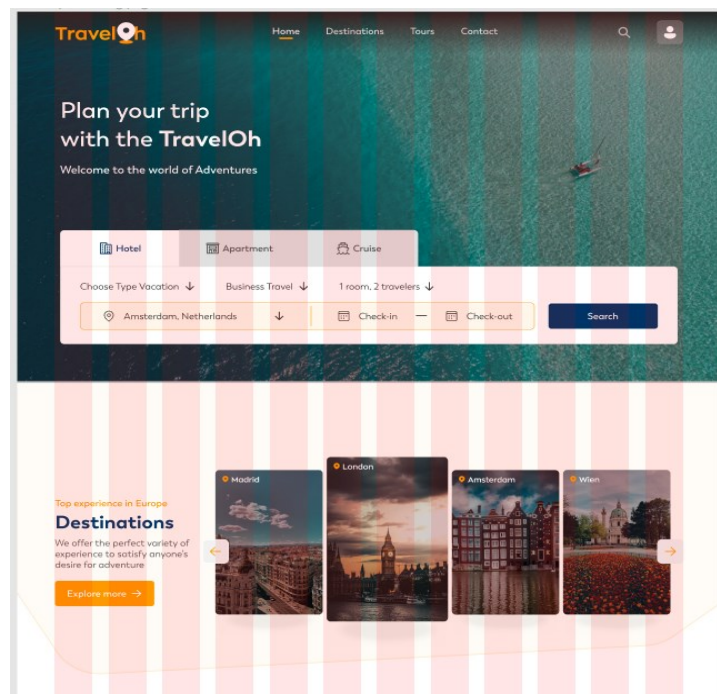 TravelOh
Home Destinations Tours Contact
Plan your trip
with the TravelOh
Welcome to the world of Adventures
Hotel Apartment Cruise
Choose Type Vacation Business Travel 1 room, 2 travelers
Amsterdam, Netherlands Check-in — Check-out Search
Madrid
London
Amsterdam
Wien
Top experience in Europe
Destinations
We offer the perfect variety of
experience to satisfy anyone's
desire for adventure
Explore more